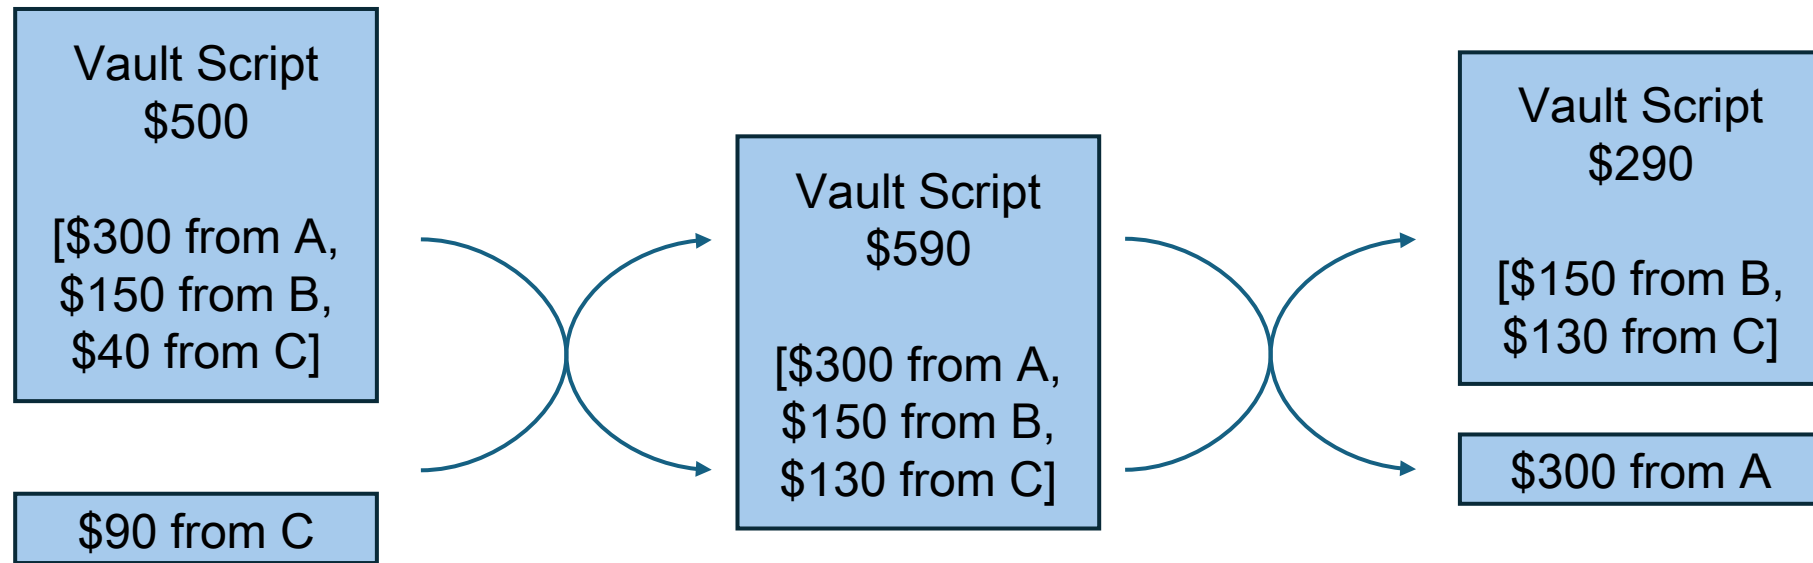 Vault Script
$500
[$300 from A,
$150 from B,
$40 from C]
$90 from C
Vault Script
$590
[$300 from A,
$150 from B,
$130 from C]
Vault Script
$290
[$150 from B,
$130 from C]
$300 from A